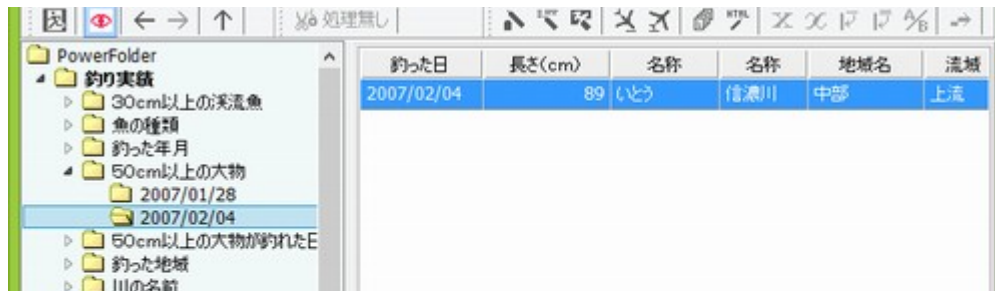 処理無し
PowerFolder
釣り実績
30cm以上の渓流魚
魚の種類
釣った年月
50cm以上の大物
2007/01/28
2007/02/04
50cm以上の大物が釣れた日
釣った地域
川の名前
釣った日 長さ(cm) 名称 名称 地域名 流域
2007/02/04 89 いとう 信濃川 中部 上流